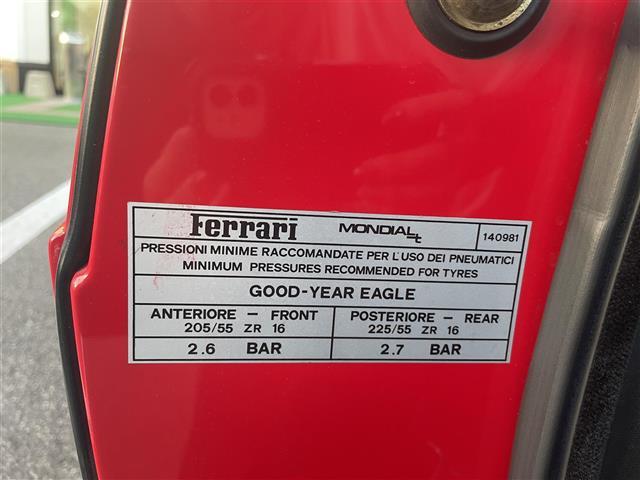 Ferrari MONDIAL t 140981
PRESSIONI MINIME RACCOMANDATE PER L'USO DEI PNEUMATICI
MINIMUM PRESSURES RECOMMENDED FOR TYRES
GOOD-YEAR EAGLE
ANTERIORE - FRONT POSTERIORE - REAR
205/55 ZR 16 225/55 ZR 16
2.6 BAR 2.7 BAR